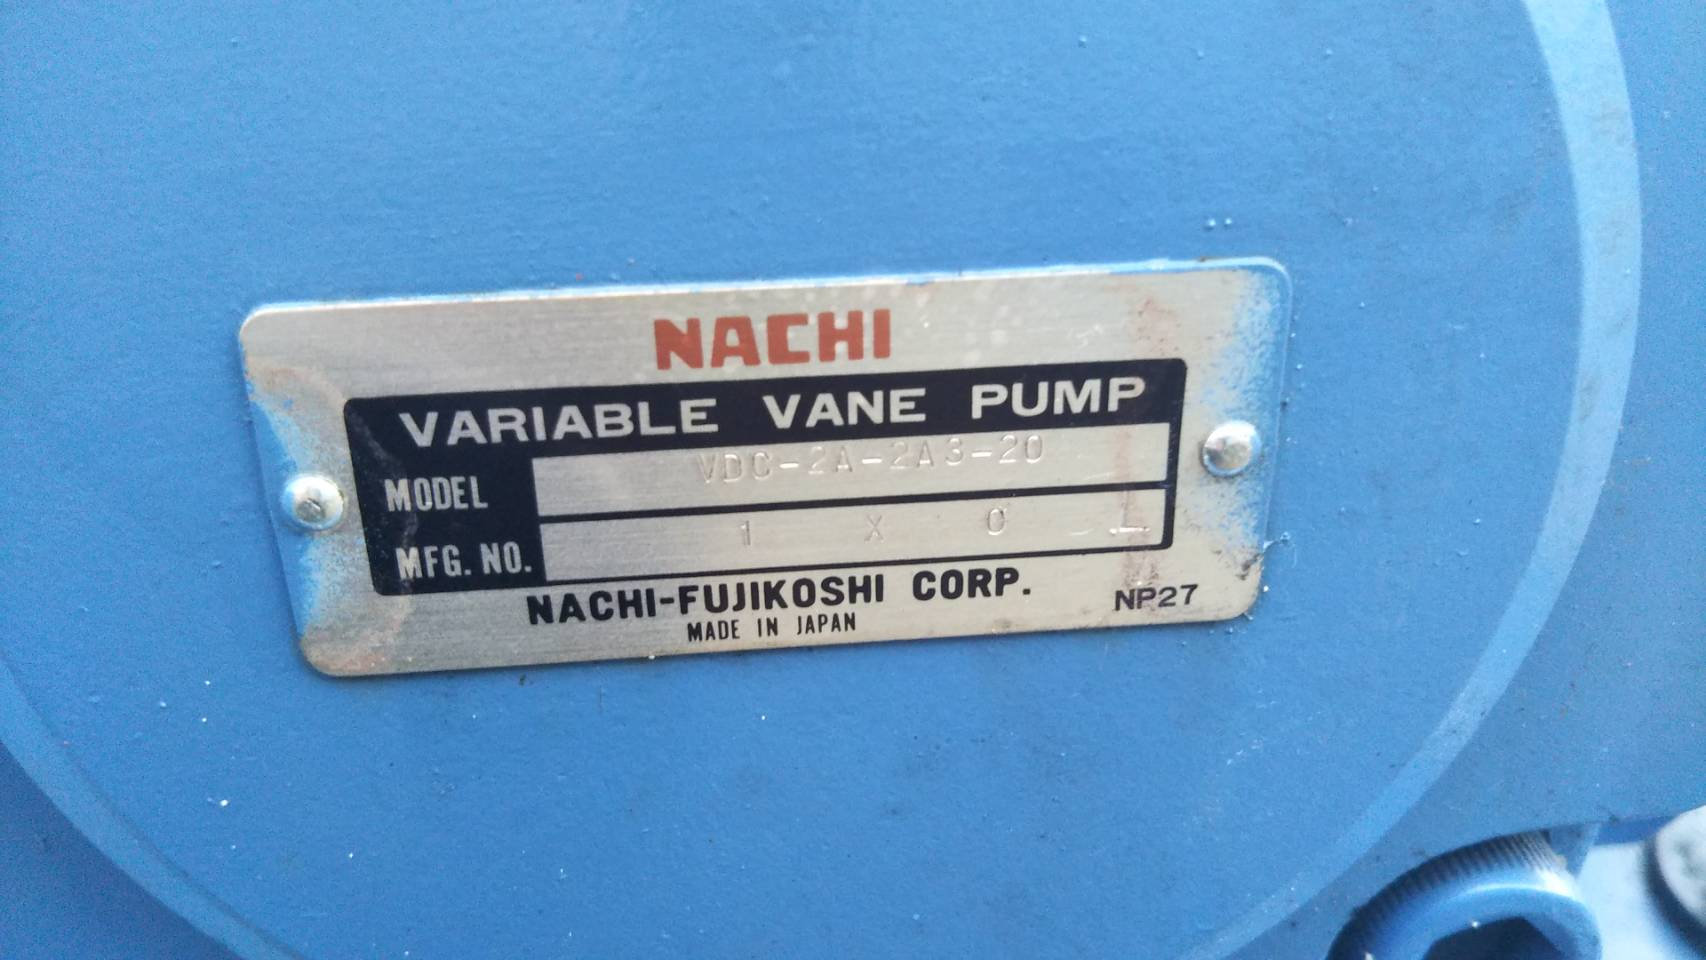 NACHI
VARIABLE VANE PUMP
MODEL VDC-2A-2A3-20
MFG. NO. 1 X 0
NACHI-FUJIKOSHI CORP.
MADE IN JAPAN
NP27